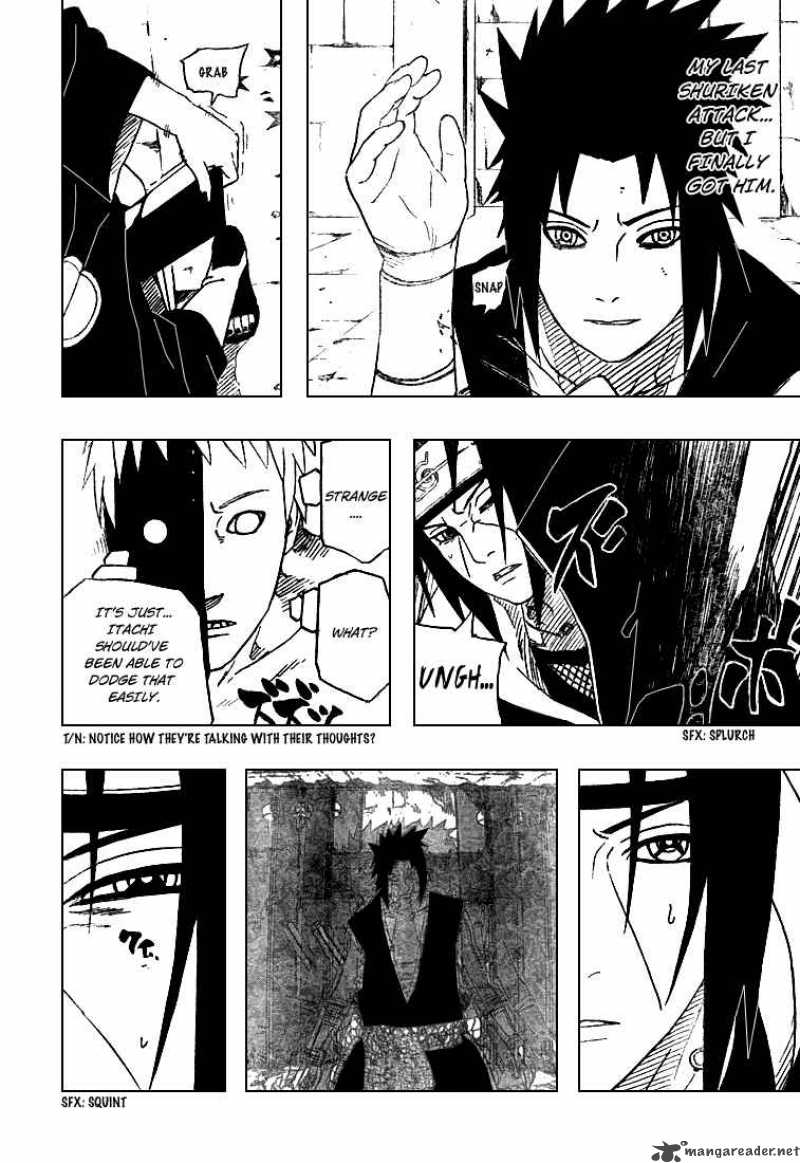 MY LAST
SHURIKEN
ATTACK...
BUT I
FINALLY
GOT HIM.
SNAP
GRAB
ズ
ボ
UNGH...
SFX: SPLURCH
STRANGE
....
WHAT?
IT'S JUST...
ITACHI
SHOULD'VE
BEEN ABLE TO
DODGE THAT
EASILY.
T/N: NOTICE HOW THEY'RE TALKING WITH THEIR THOUGHTS?
SFX: SQUINT
mangareader.net